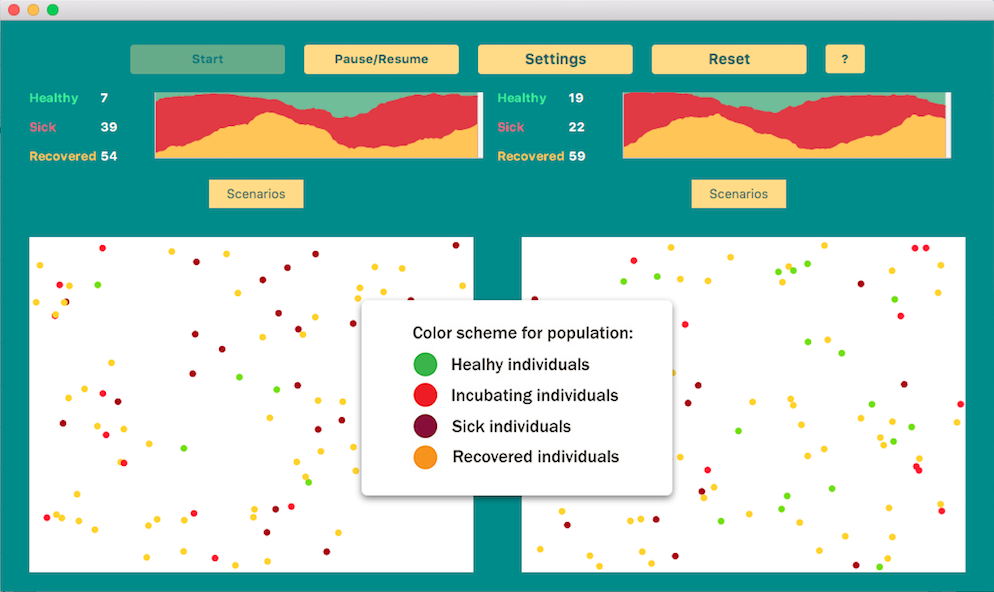 Start Pause/Resume Settings Reset ?
Healthy 7 Healthy 19
Sick 39 Sick 22
Recovered 54 Recovered 59
Scenarios Scenarios
Color scheme for population:
Healhy individuals
Incubating individuals
Sick individuals
Recovered individuals